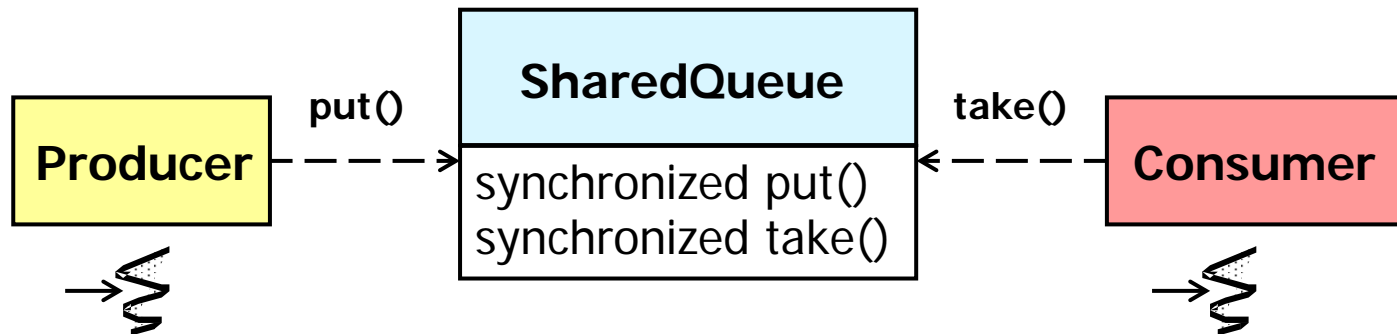 SharedQueue
put()
take()
Producer
Consumer
synchronized put()
synchronized take()